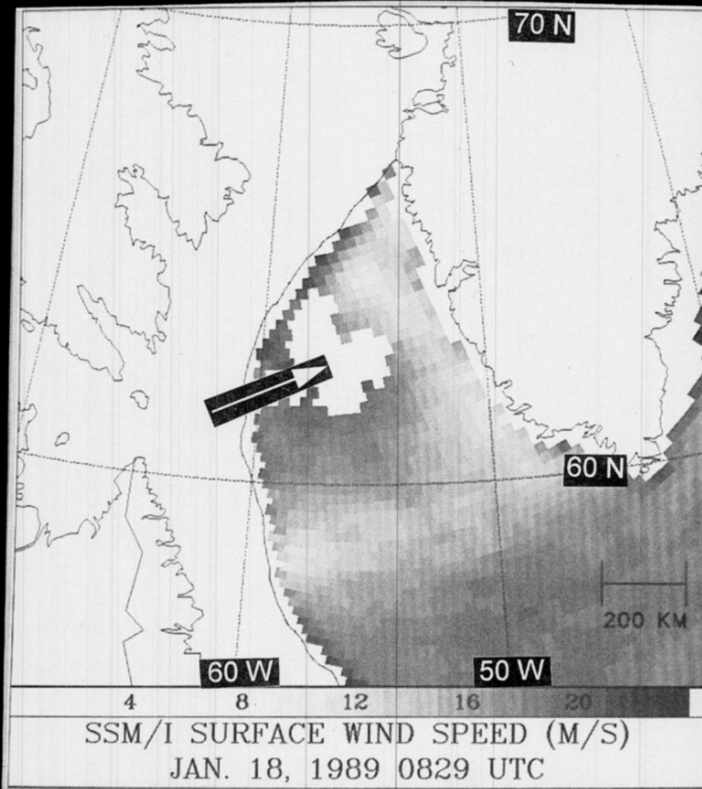 70 N
60 N
200 KM
60 W
50 W
4 8 12 16 20
SSM/I SURFACE WIND SPEED (M/S)
JAN. 18, 1989 0829 UTC